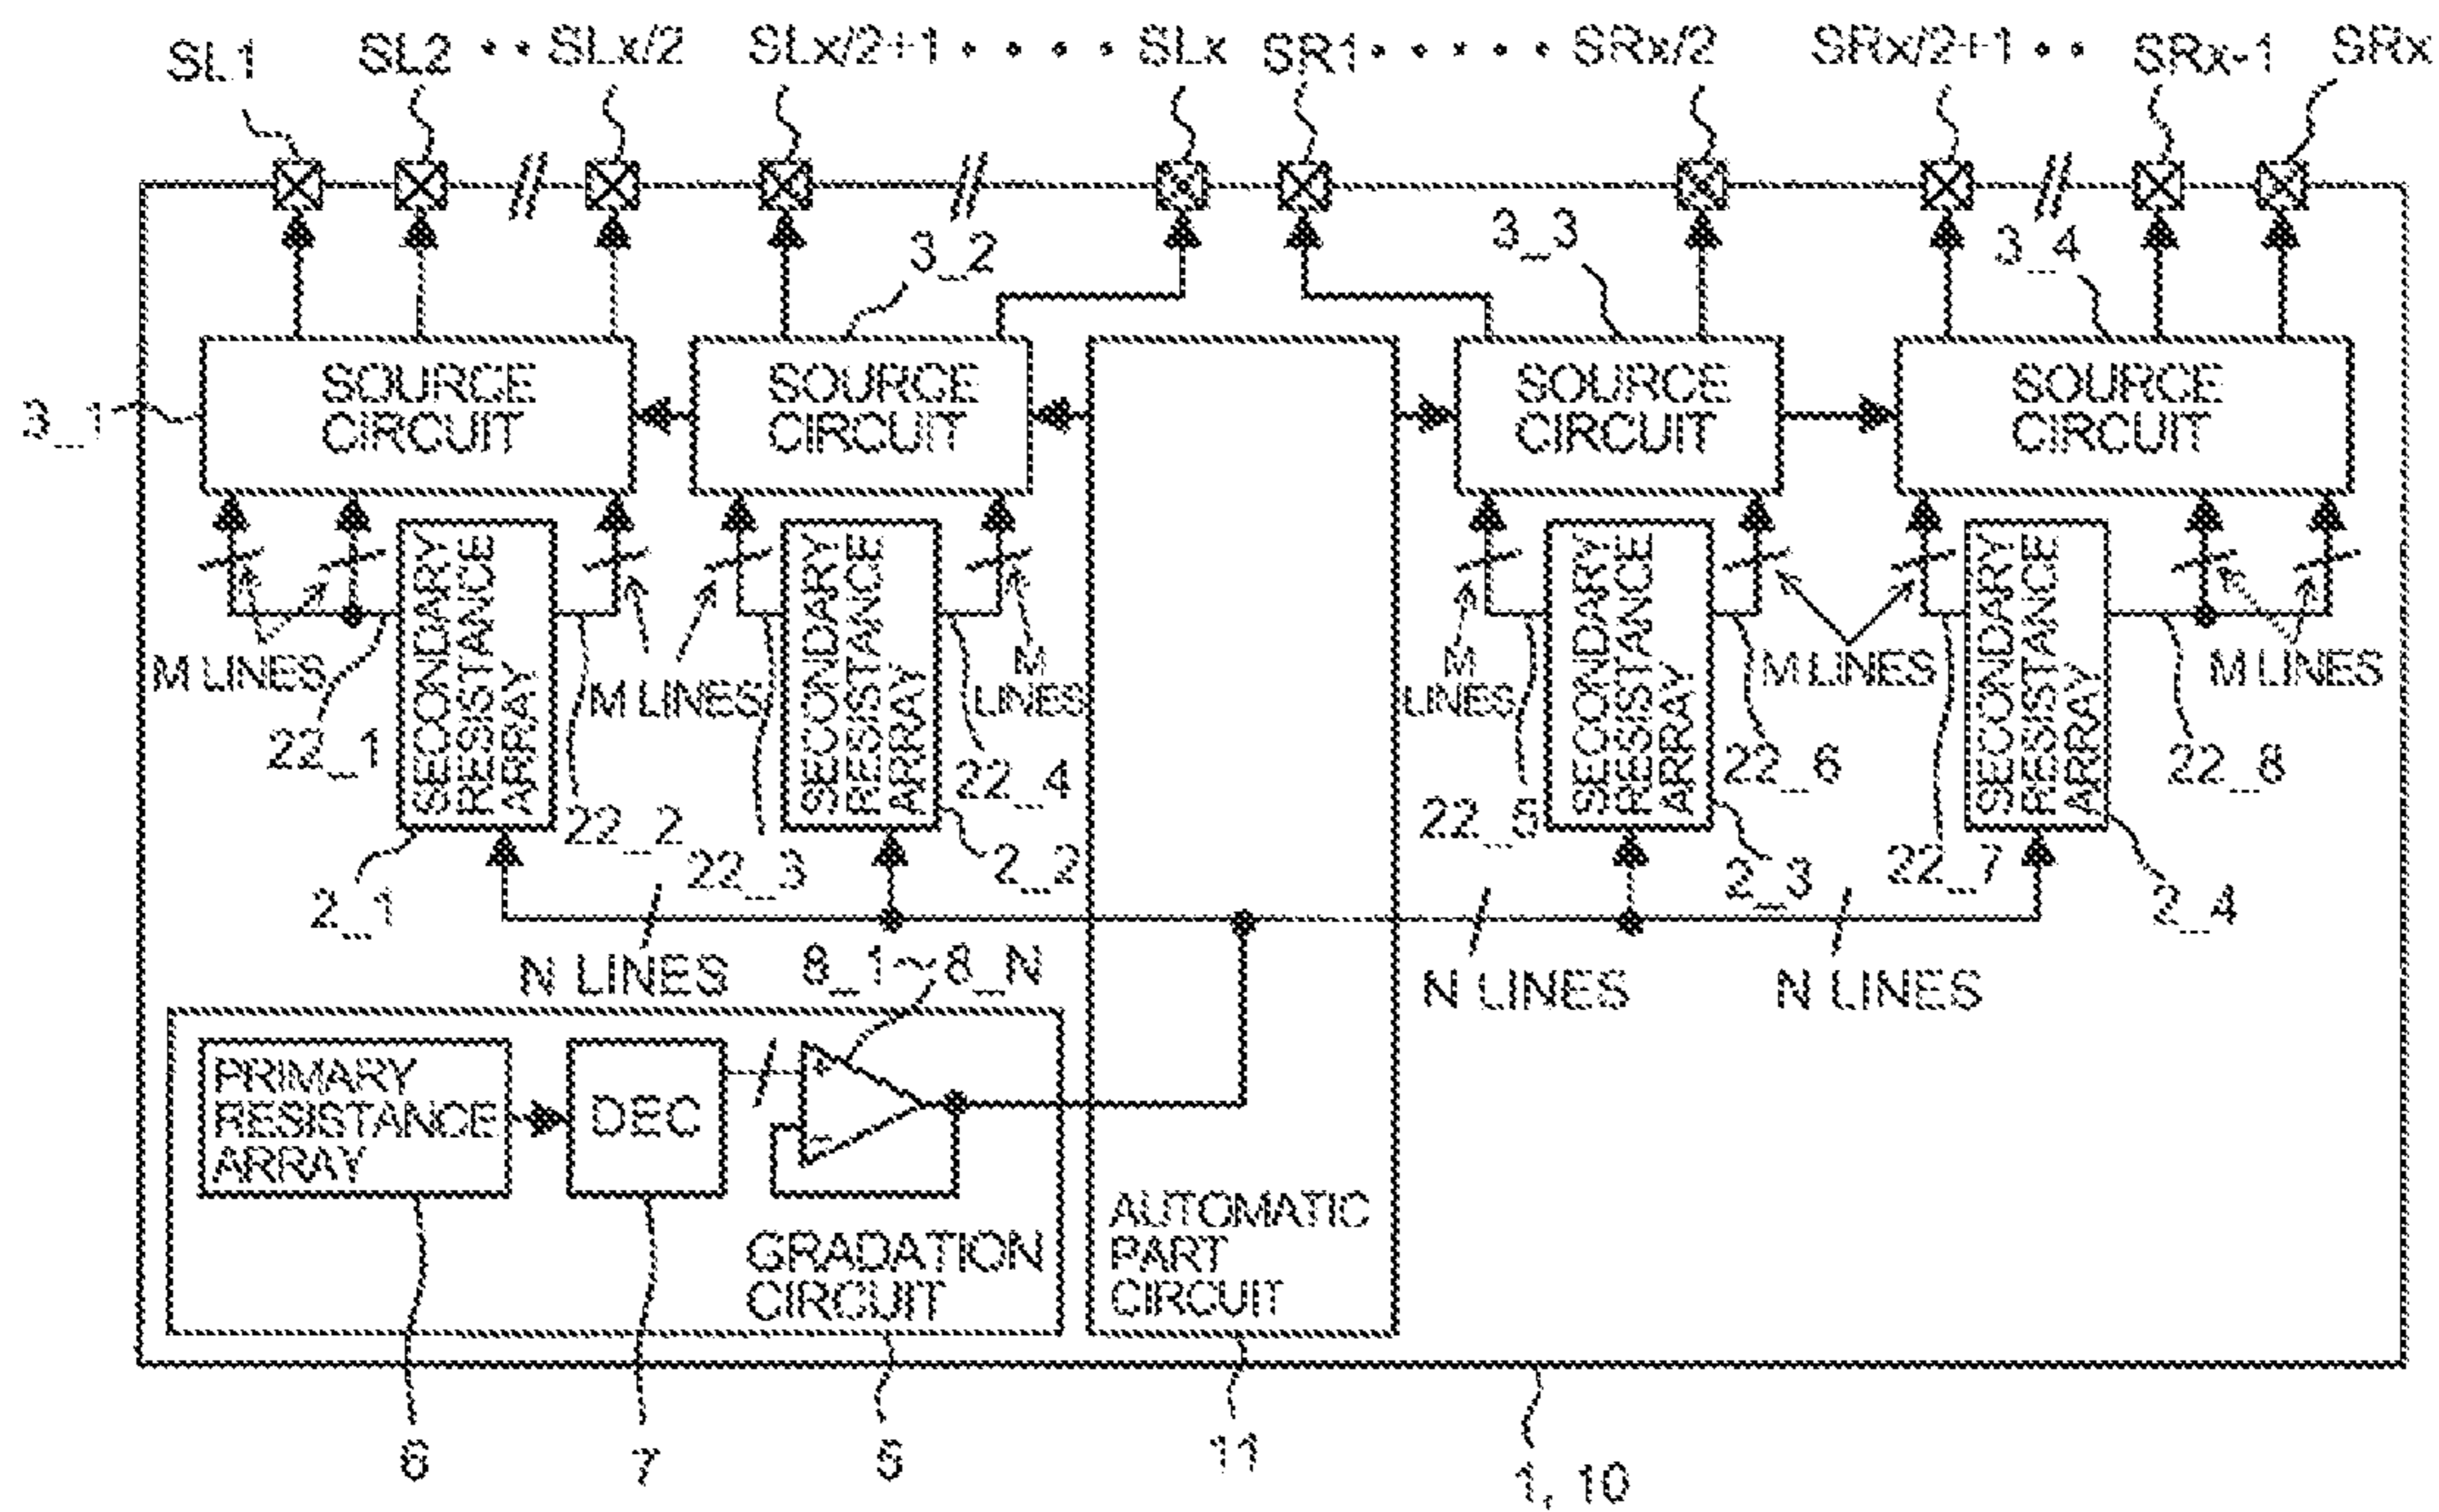 SL1 SL2 •• SLx/2 SLx/2+1 •••• SLx SR1 ••••• SRx/2 SRx/2+1 •• SRx-1 SRx
3_2 3_3 3_4
3_1
SOURCE
CIRCUIT
SOURCE
CIRCUIT
SOURCE
CIRCUIT
SOURCE
CIRCUIT
SECONDARY
RESISTANCE
ARRAY
SECONDARY
RESISTANCE
ARRAY
SECONDARY
RESISTANCE
ARRAY
SECONDARY
RESISTANCE
ARRAY
M LINES
M LINES
M
LINES
M
LINES
M LINES
M LINES
22_1
22_2
22_3
22_4
22_5
22_6
22_7
22_8
2_1
2_2
2_3
2_4
N LINES
8_1~8_N
N LINES
N LINES
PRIMARY
RESISTANCE
ARRAY
DEC
+
−
GRADATION
CIRCUIT
AUTOMATIC
PART
CIRCUIT
6
7
5
11
1, 10